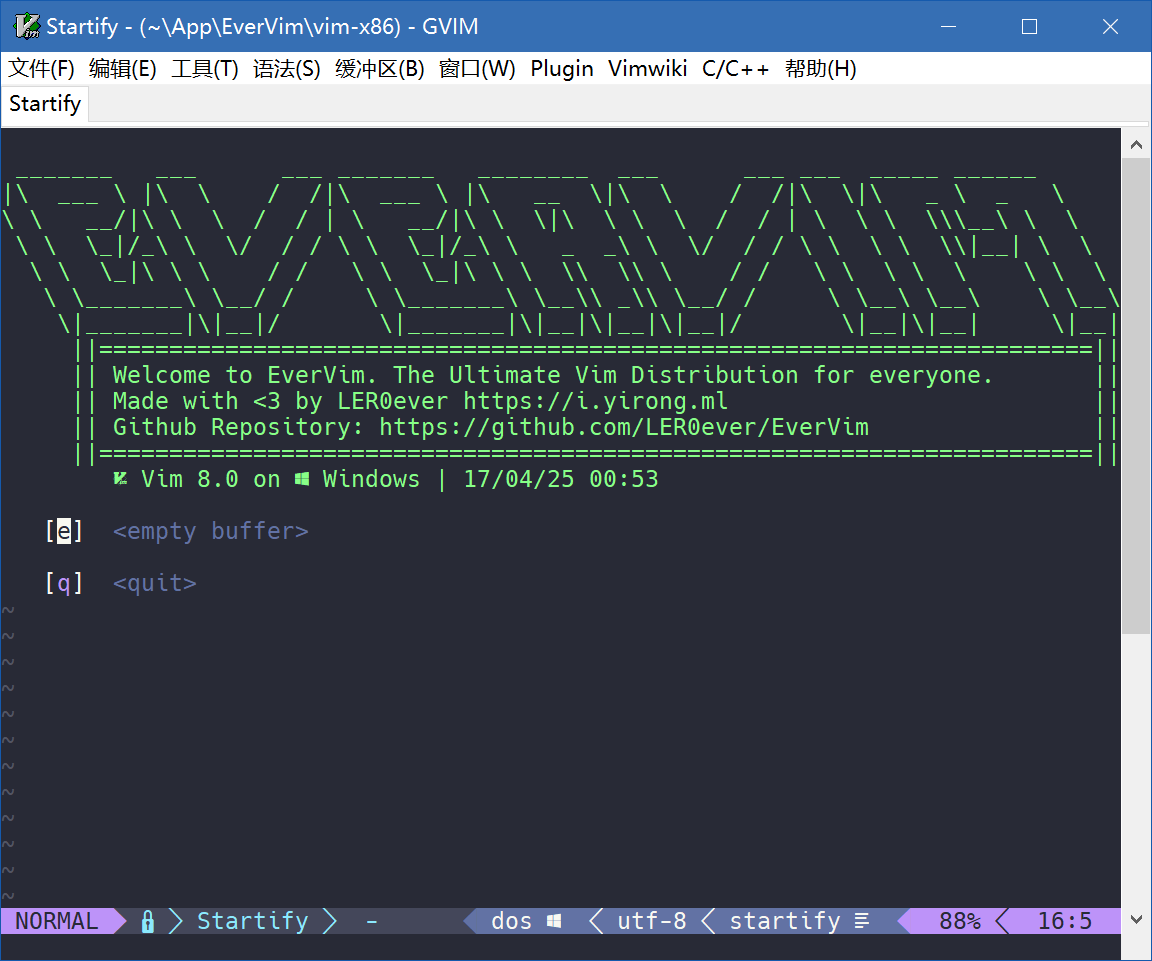 Startify - (~\App\EverVim\vim-x86) - GVIM
文件(F) 编辑(E) 工具(T) 语法(S) 缓冲区(B) 窗口(W) Plugin Vimwiki C/C++ 帮助(H)
Startify
EVERVIM
Welcome to EverVim. The Ultimate Vim Distribution for everyone.
Made with <3 by LER0ever https://i.yirong.ml
Github Repository: https://github.com/LER0ever/EverVim
Vim 8.0 on Windows | 17/04/25 00:53
[e] <empty buffer>
[q] <quit>
NORMAL Startify - dos utf-8 startify 88% 16:5